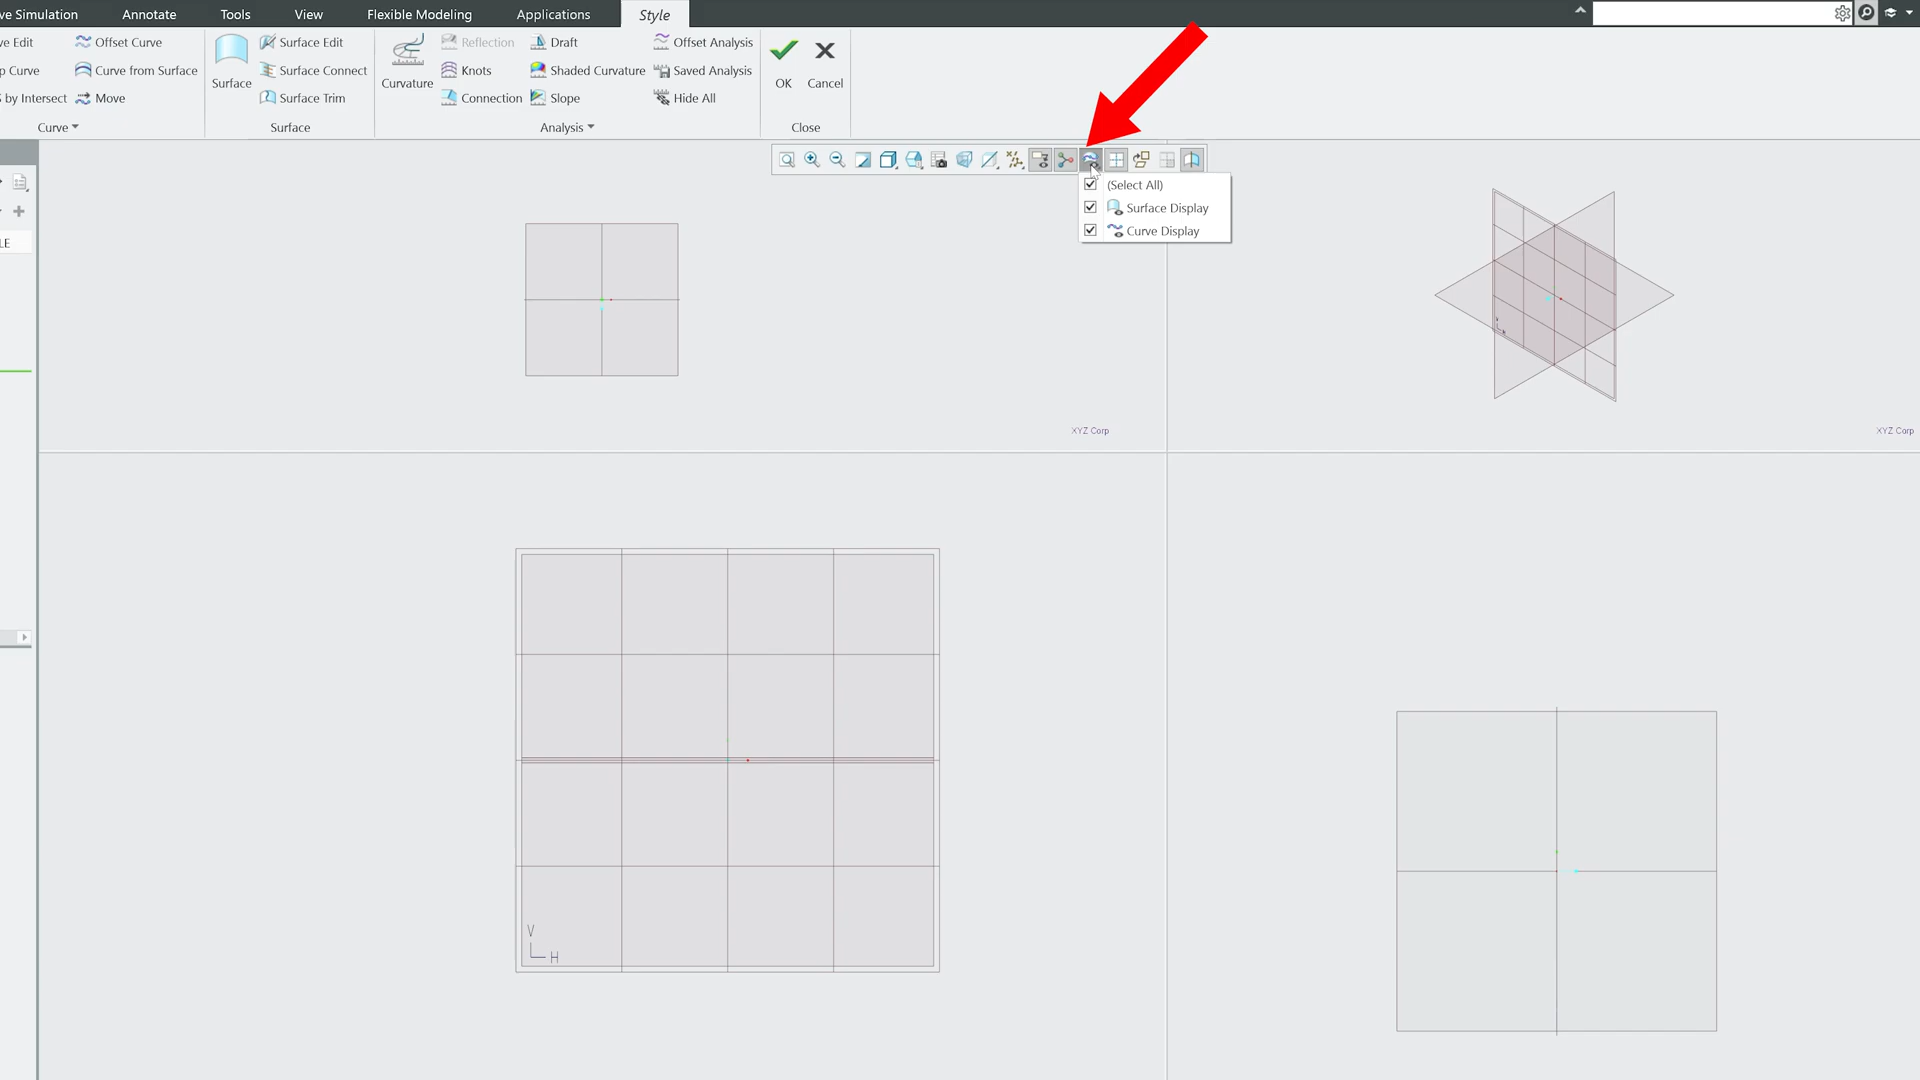 ve Simulation Annotate Tools View Flexible Modeling Applications Style
ve Edit Offset Curve Surface Edit Reflection Draft Offset Analysis
p Curve Curve from Surface Surface Connect Knots Shaded Curvature Saved Analysis
Surface Curvature OK Cancel
by Intersect Move Surface Trim Connection Slope Hide All
Curve Surface Analysis Close
(Select All)
Surface Display
Curve Display
LE
XYZ Corp XYZ Corp
V
H